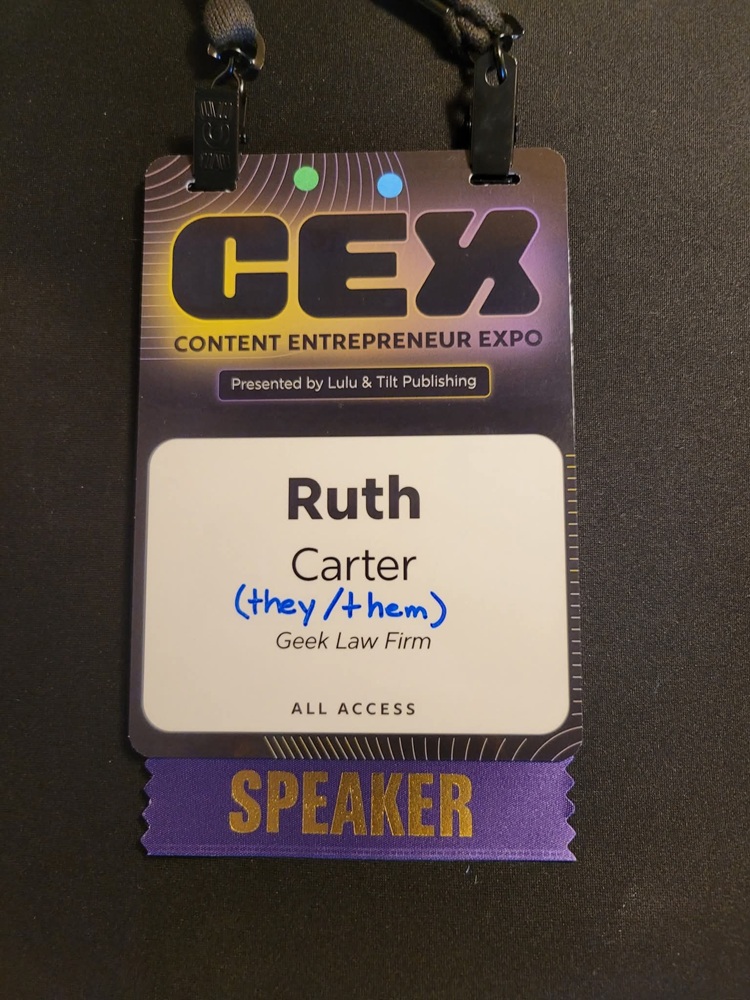 CEX
CONTENT ENTREPRENEUR EXPO
Presented by Lulu & Tilt Publishing
Ruth
Carter
(they/them)
Geek Law Firm
ALL ACCESS
SPEAKER